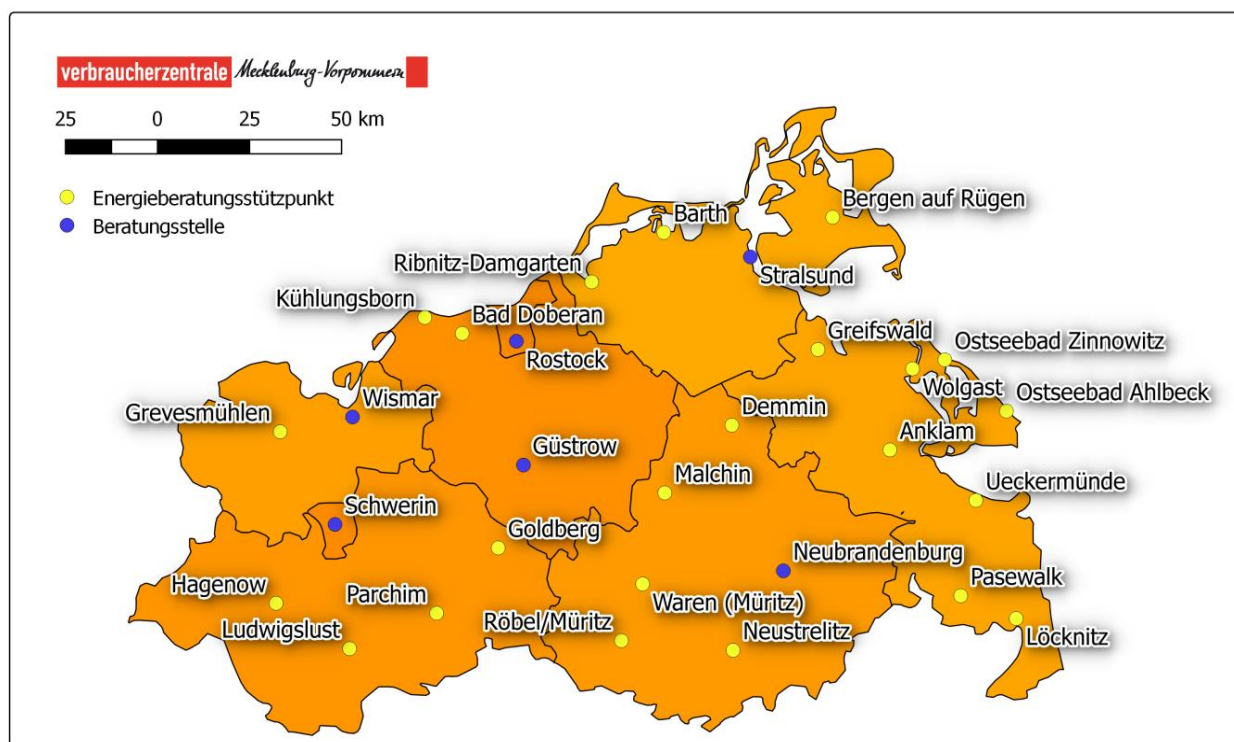 verbraucherzentrale Mecklenburg-Vorpommern
25 0 25 50 km
Energieberatungsstützpunkt
Beratungsstelle
Barth
Bergen auf Rügen
Ribnitz-Damgarten
Stralsund
Kühlungsborn
Bad Doberan
Rostock
Greifswald
Ostseebad Zinnowitz
Wolgast
Ostseebad Ahlbeck
Grevesmühlen
Wismar
Demmin
Anklam
Güstrow
Malchin
Ueckermünde
Schwerin
Goldberg
Neubrandenburg
Hagenow
Parchim
Waren (Müritz)
Pasewalk
Ludwigslust
Röbel/Müritz
Neustrelitz
Löcknitz